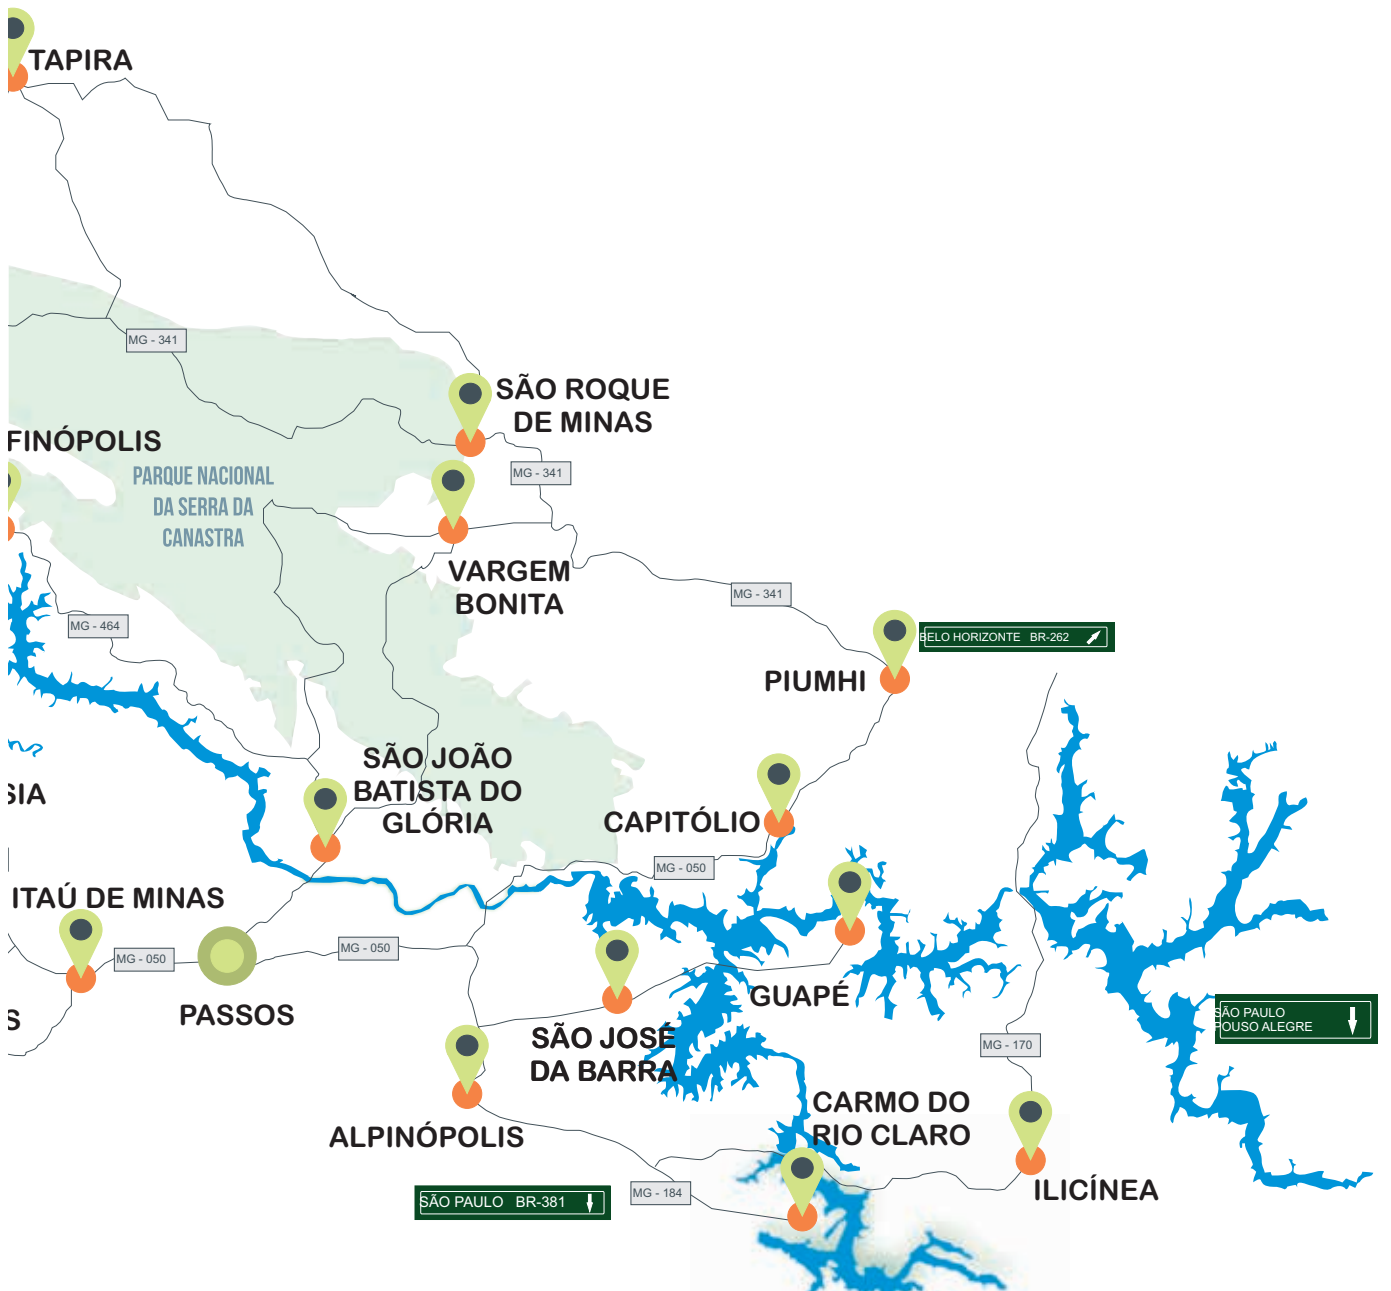 TAPIRA
MG - 341
SÃO ROQUE
DE MINAS
FINÓPOLIS
PARQUE NACIONAL
DA SERRA DA
CANASTRA
MG - 341
VARGEM
BONITA
MG - 341
MG - 464
BELO HORIZONTE BR-262
PIUMHI
SÃO JOÃO
BATISTA DO
GLÓRIA
SIA
CAPITÓLIO
MG - 050
ITAÚ DE MINAS
MG - 050
MG - 050
PASSOS
GUAPÉ
S
SÃO JOSÉ
DA BARRA
SÃO PAULO
POUSO ALEGRE
MG - 170
ALPINÓPOLIS
CARMO DO
RIO CLARO
MG - 184
ILICÍNEA
SÃO PAULO BR-381